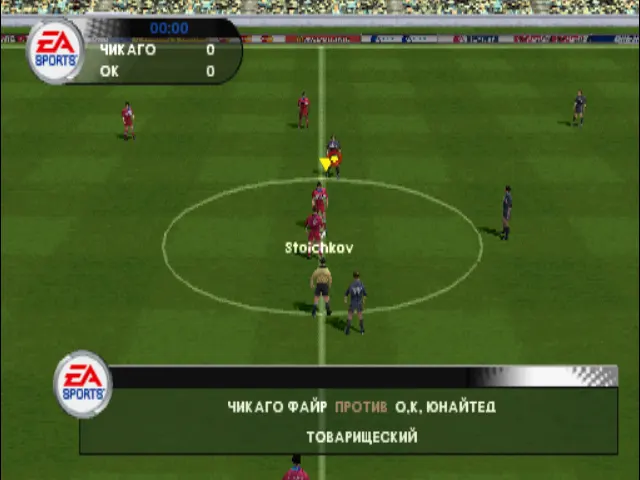 00:00
EA
SPORTS
ЧИКАГО 0
ОК 0
Stoichkov
EA
SPORTS
ЧИКАГО ФАЙР ПРОТИВ О,К, ЮНАЙТЕД
ТОВАРИЩЕСКИЙ